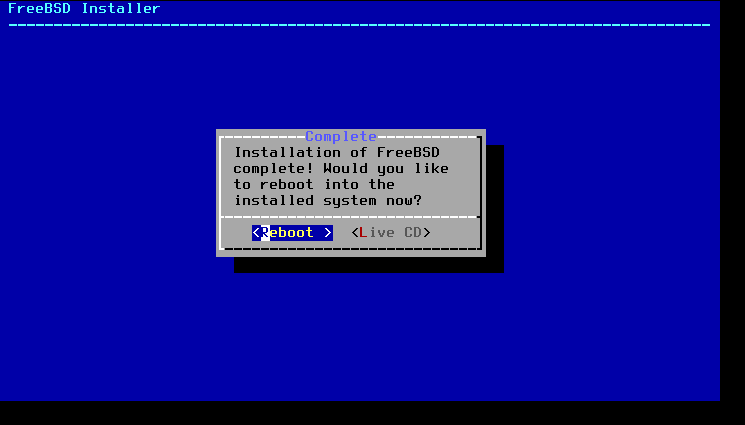 FreeBSD Installer
Complete
Installation of FreeBSD
complete! Would you like
to reboot into the
installed system now?
<Reboot > <Live CD>